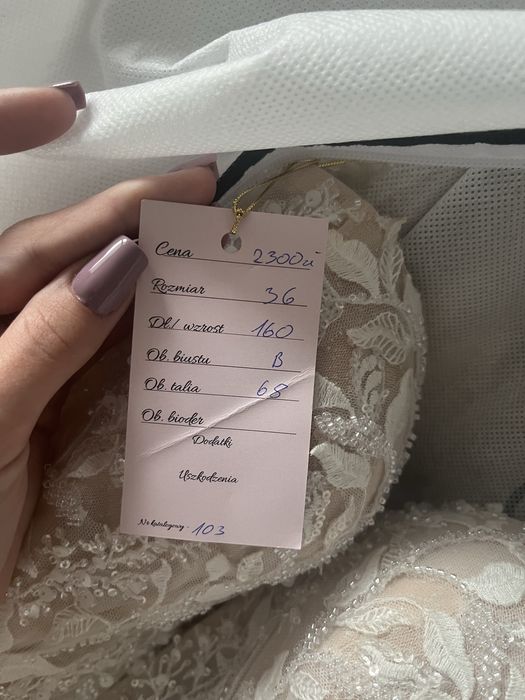 Cena 2300zł
Rozmiar 36
Dł./ wzrost 160
Ob. biustu B
Ob. talia 68
Ob. bioder
Dodatki
Uszkodzenia
Nr katalogowy - 103